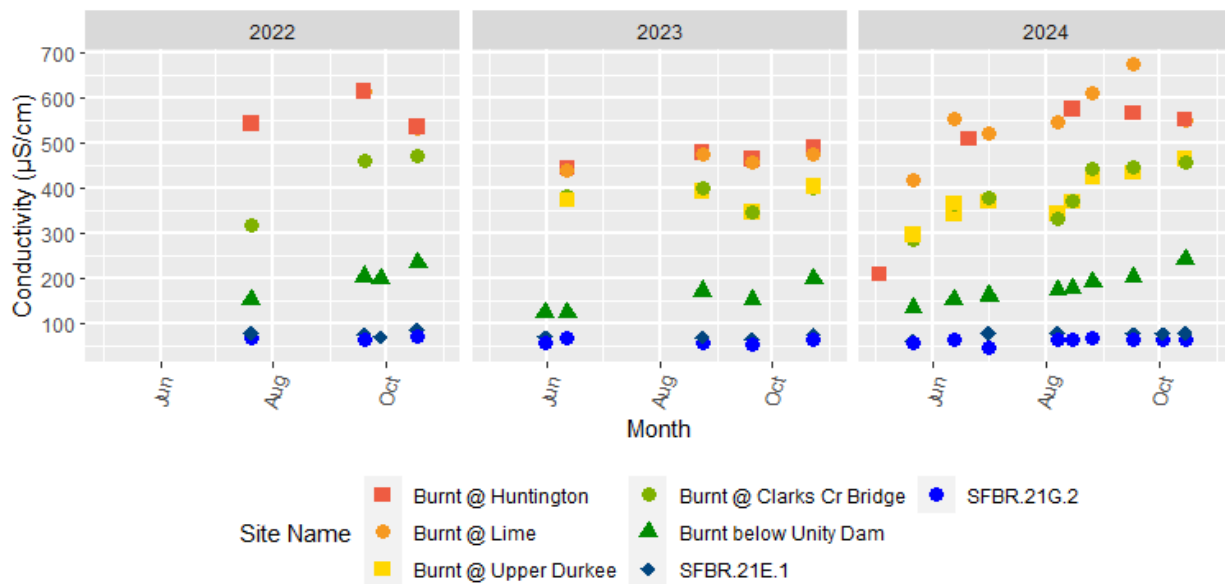 2022 2023 2024
700
600
500
400
300
200
100
Conductivity (µS/cm)
Jun Aug Oct Jun Aug Oct Jun Aug Oct
Month
Site Name
Burnt @ Huntington Burnt @ Clarks Cr Bridge SFBR.21G.2
Burnt @ Lime Burnt below Unity Dam
Burnt @ Upper Durkee SFBR.21E.1